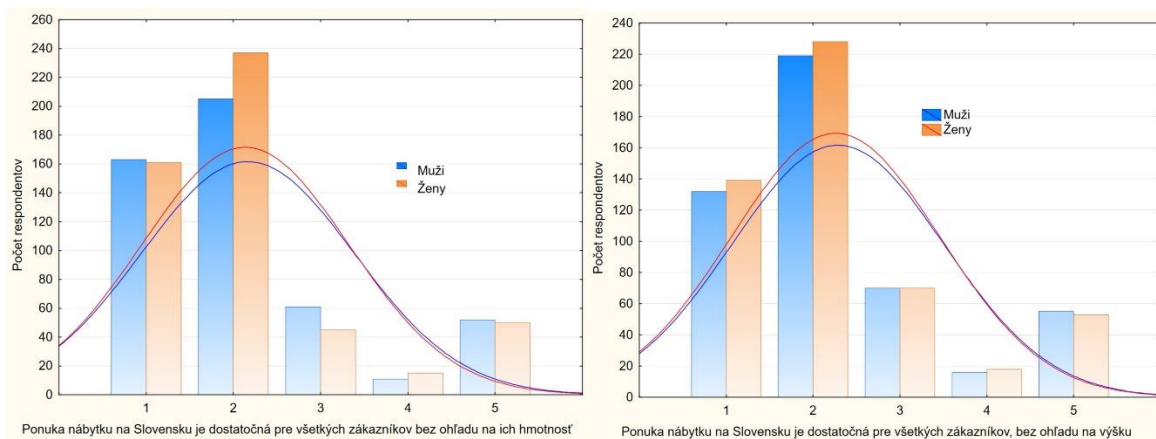 260
240
220
200
180
160
140
120
100
80
60
40
20
0
Počet respondentov
Muži
Ženy
1 2 3 4 5
Ponuka nábytku na Slovensku je dostatočná pre všetkých zákazníkov bez ohľadu na ich hmotnosť
240
220
200
180
160
140
120
100
80
60
40
20
0
Počet respondentov
Muži
Ženy
1 2 3 4 5
Ponuka nábytku na Slovensku je dostatočná pre všetkých zákazníkov, bez ohľadu na výšku